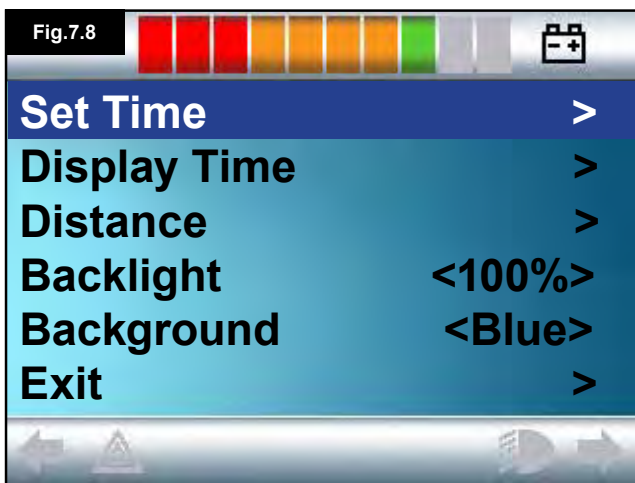 Fig.7.8
Set Time >
Display Time >
Distance >
Backlight <100%>
Background <Blue>
Exit >